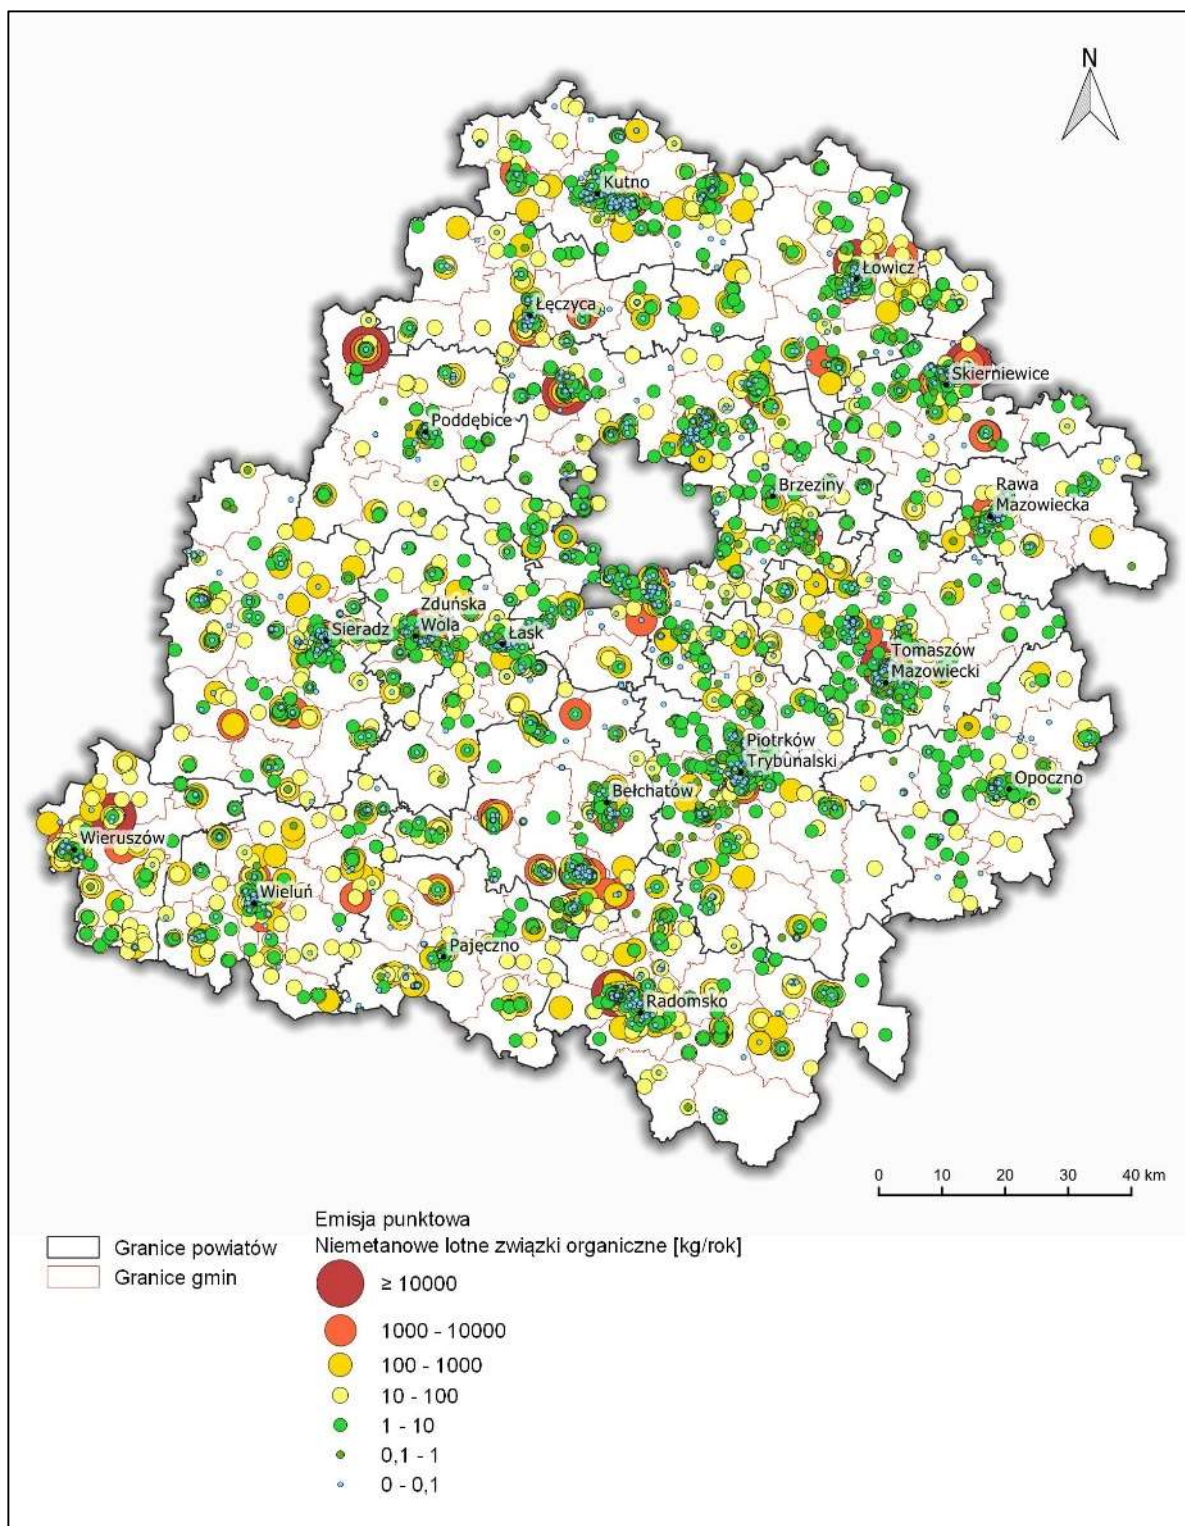 N
Kutno
Łowicz
Łęczyca
Skierniewice
Poddębice
Brzeziny
Rawa
Mazowiecka
Zduńska
Wola
Sieradz
Łask
Tomaszów
Mazowiecki
Piotrków
Trybunalski
Opoczno
Bełchatów
Wieruszów
Wieluń
Pajęczno
Radomsko
0 10 20 30 40 km
Emisja punktowa
Niemetanowe lotne związki organiczne [kg/rok]
Granice powiatów
Granice gmin
≥ 10000
1000 - 10000
100 - 1000
10 - 100
1 - 10
0,1 - 1
0 - 0,1